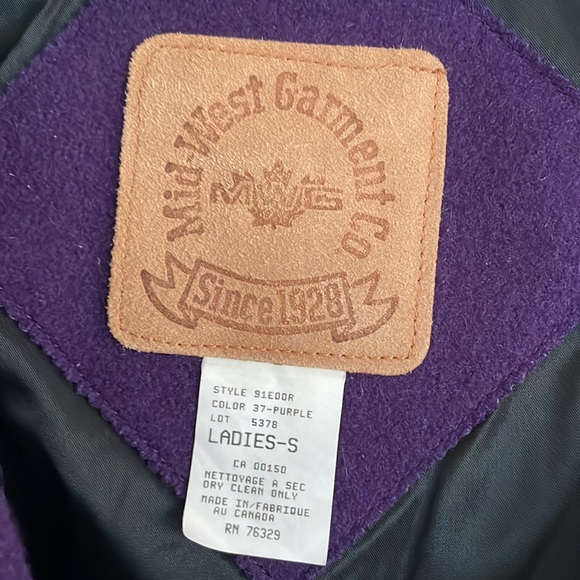 Mid-West Garment Co
MWG
Since 1928
STYLE 91E00R
COLOR 37-PURPLE
LOT 5378
LADIES-S
CA 00150
NETTOYAGE A SEC
DRY CLEAN ONLY
MADE IN/FABRIQUE
AU CANADA
RN 76329